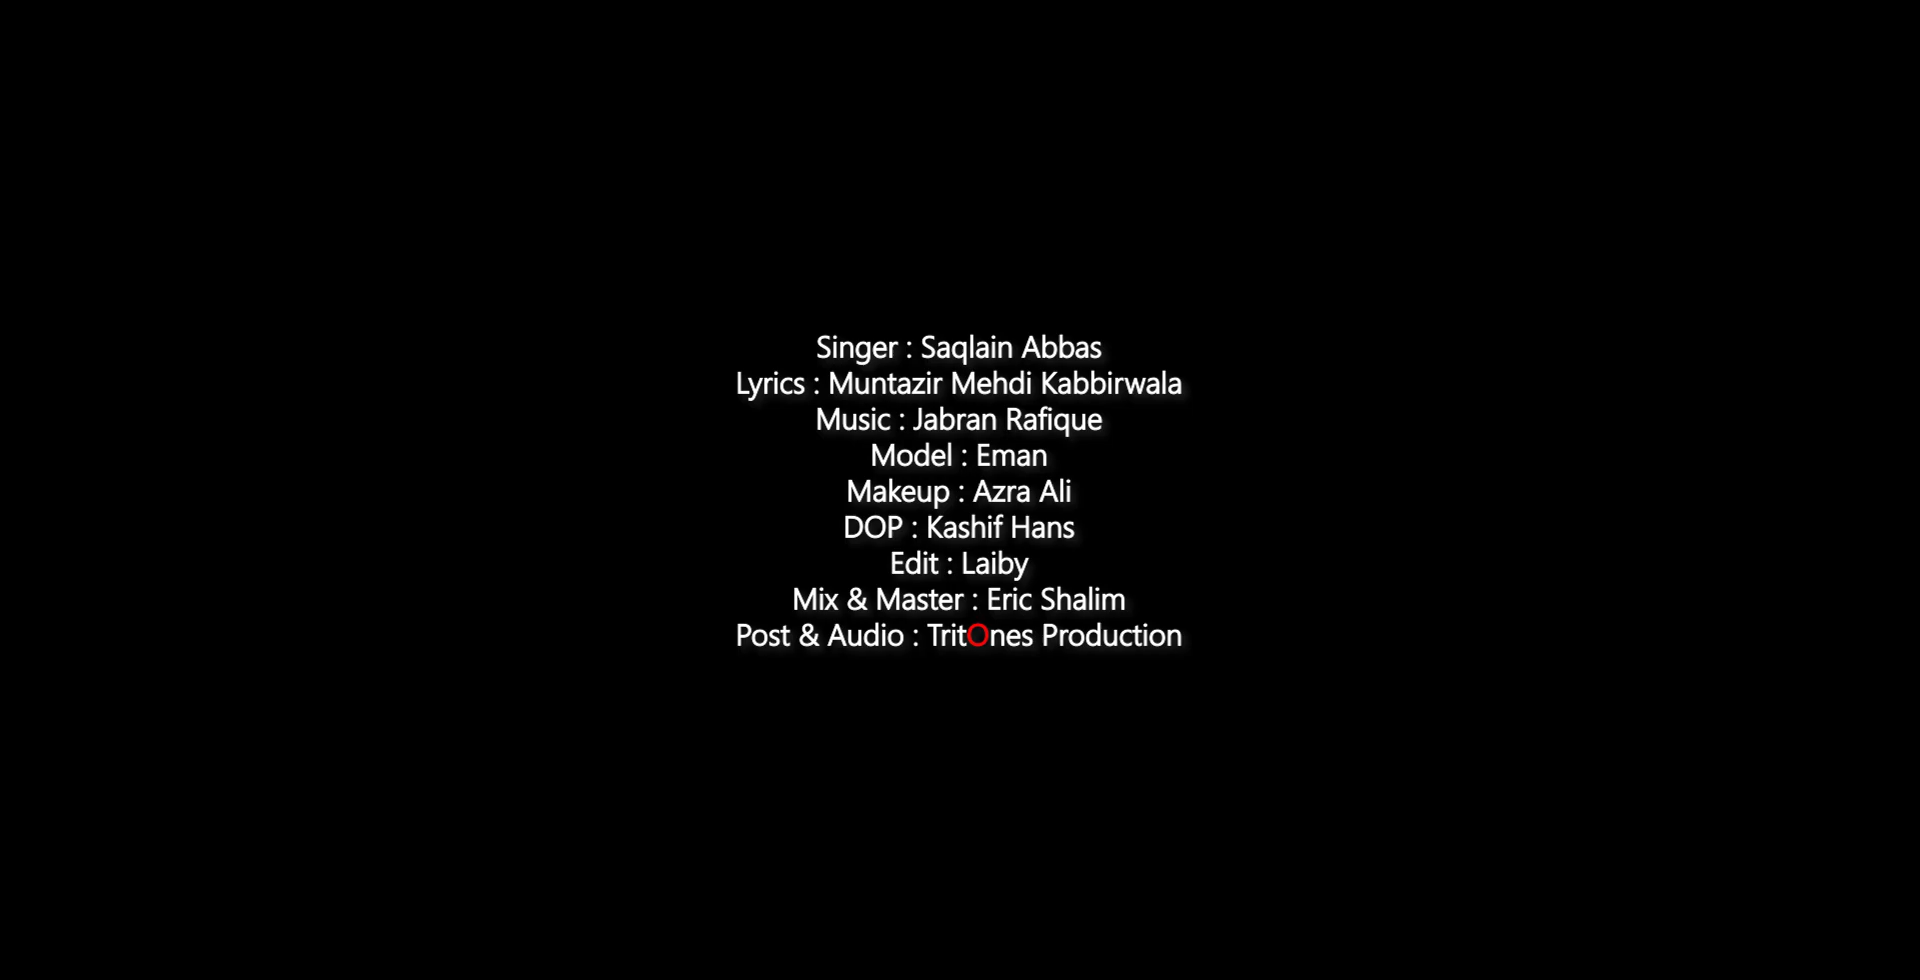 Singer : Saqlain Abbas
Lyrics : Muntazir Mehdi Kabbirwala
Music : Jabran Rafique
Model : Eman
Makeup : Azra Ali
DOP : Kashif Hans
Edit : Laiby
Mix & Master : Eric Shalim
Post & Audio : TritOnes Production